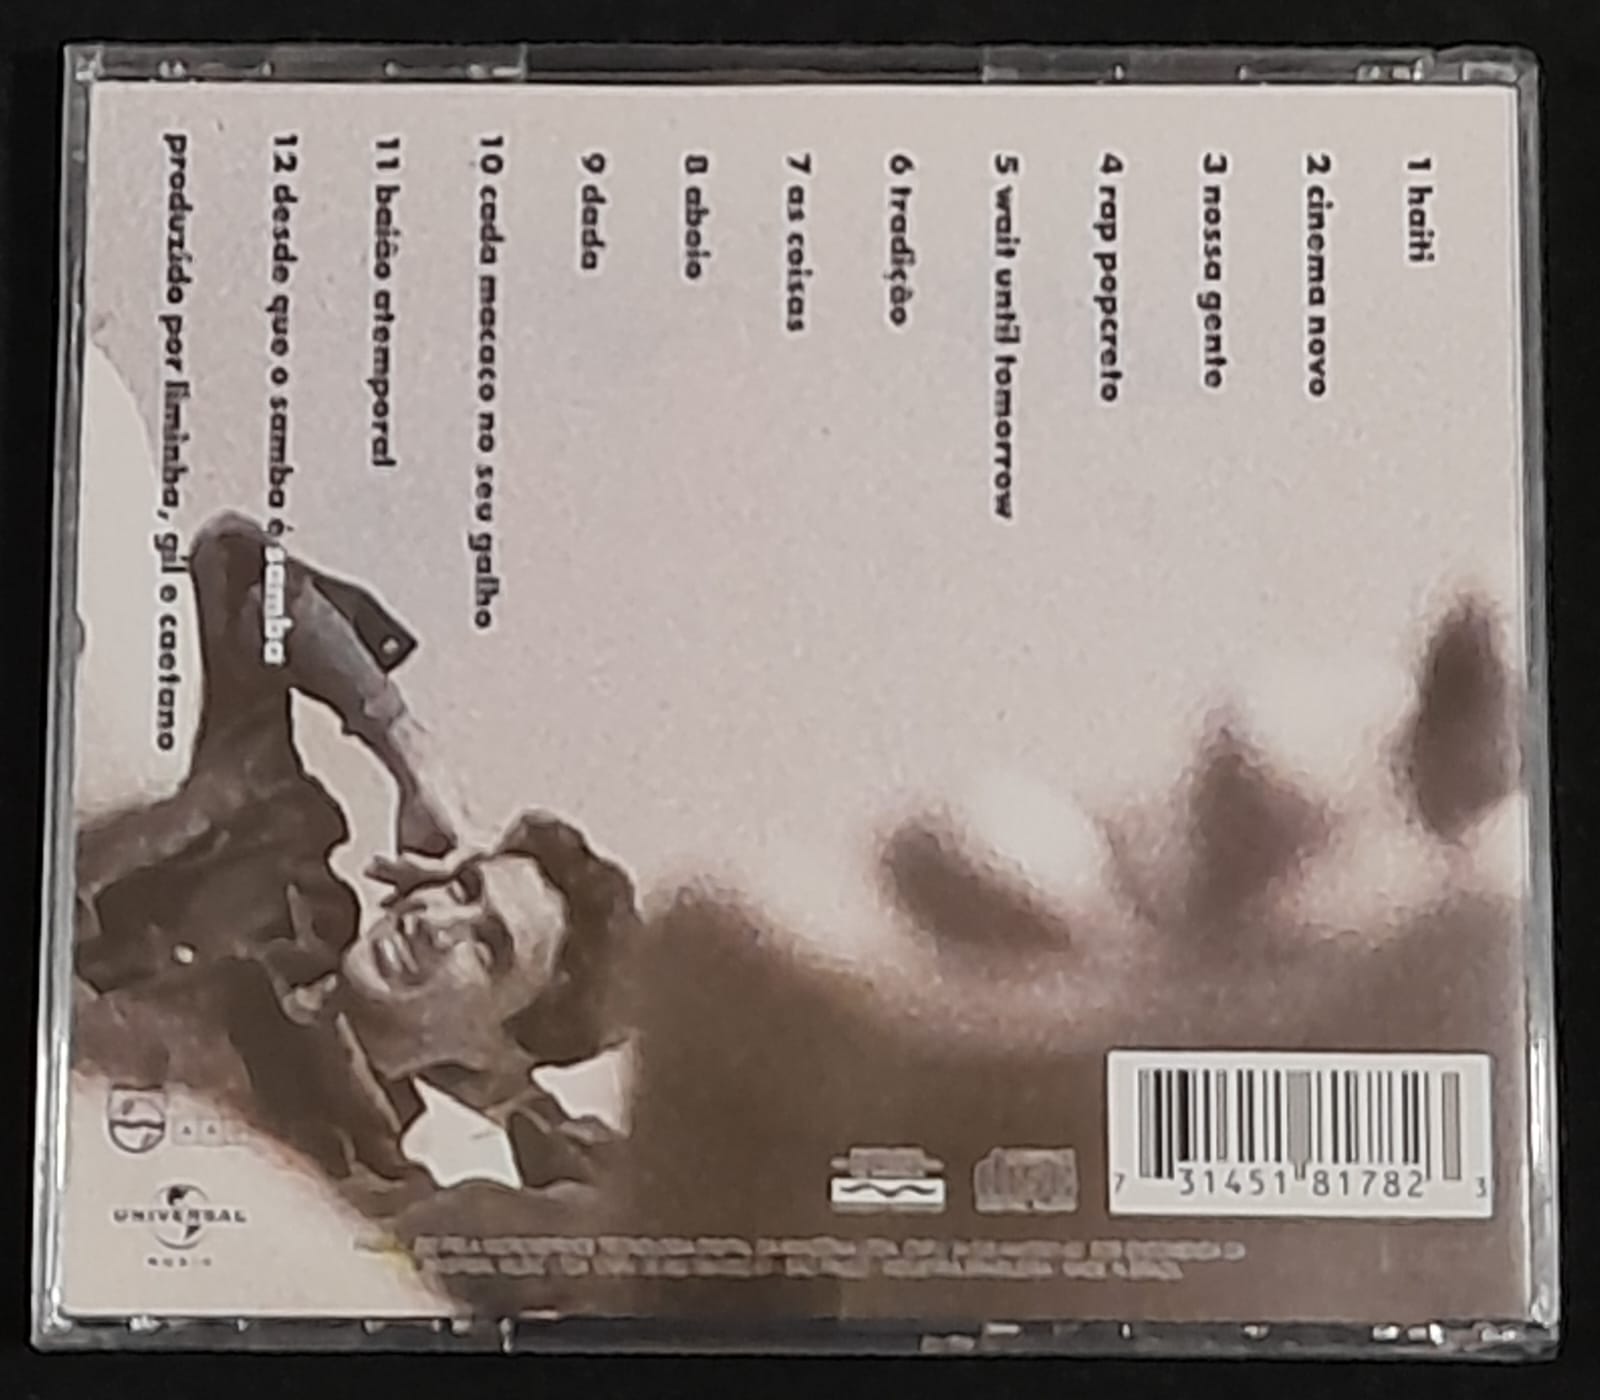 1 haiti
2 cinema novo
3 nossa gente
4 rap popcreto
5 wait until tomorrow
6 tradição
7 as coisas
8 aboio
9 dada
10 cada macaco no seu galho
11 baião atemporal
12 desde que o samba é samba
produzido por liminha, gil e caetano
7 31451 81782 3
UNIVERSAL
MUSIC